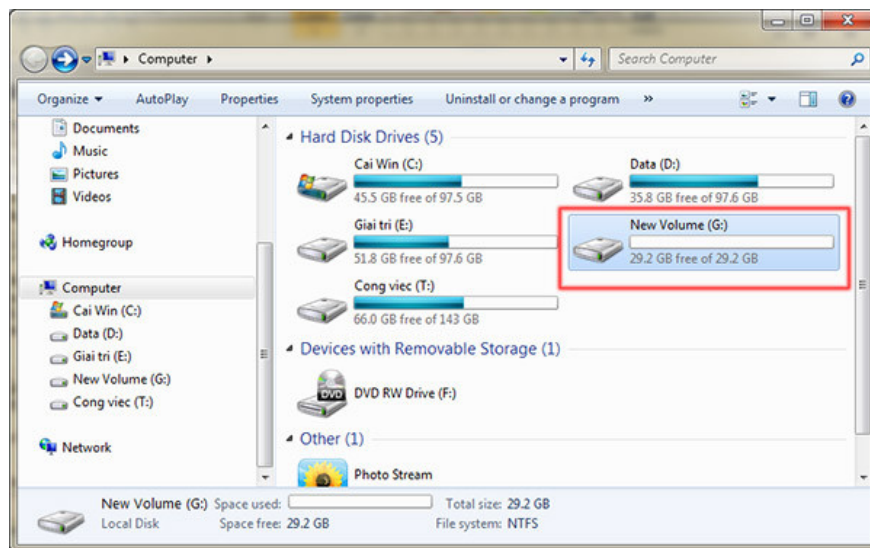 Computer
Search Computer
Organize AutoPlay Properties System properties Uninstall or change a program »
Documents
Music
Pictures
Videos
Homegroup
Computer
Cai Win (C:)
Data (D:)
Giai tri (E:)
New Volume (G:)
Cong viec (T:)
Network
Hard Disk Drives (5)
Cai Win (C:)
45.5 GB free of 97.5 GB
Data (D:)
35.8 GB free of 97.6 GB
Giai tri (E:)
51.8 GB free of 97.6 GB
New Volume (G:)
29.2 GB free of 29.2 GB
Cong viec (T:)
66.0 GB free of 143 GB
Devices with Removable Storage (1)
DVD
DVD RW Drive (F:)
Other (1)
Photo Stream
New Volume (G:) Space used: Total size: 29.2 GB
Local Disk Space free: 29.2 GB File system: NTFS